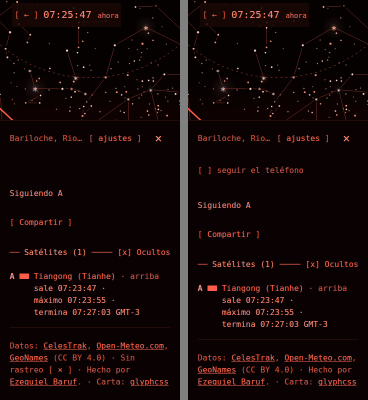 [ ← ] 07:25:47 ahora
Bariloche, Río… [ ajustes ] ×
Siguiendo A
[ Compartir ]
── Satélites (1) ──── [x] Ocultos
A Tiangong (Tianhe) · arriba
sale 07:23:47 ·
máximo 07:23:55 ·
termina 07:27:03 GMT-3
Datos: CelesTrak, Open-Meteo.com,
GeoNames (CC BY 4.0) · Sin
rastreo [ × ] · Hecho por
Ezequiel Baruf. · Carta: glyphcss
[ ← ] 07:25:47 ahora
Bariloche, Río… [ ajustes ] ×
[ ] seguir el teléfono
Siguiendo A
[ Compartir ]
── Satélites (1) ──── [x] Ocultos
A Tiangong (Tianhe) · arriba
sale 07:23:47 ·
máximo 07:23:55 ·
termina 07:27:03 GMT-3
Datos: CelesTrak, Open-Meteo.com,
GeoNames (CC BY 4.0) · Sin
rastreo [ × ] · Hecho por
Ezequiel Baruf. · Carta: glyphcss